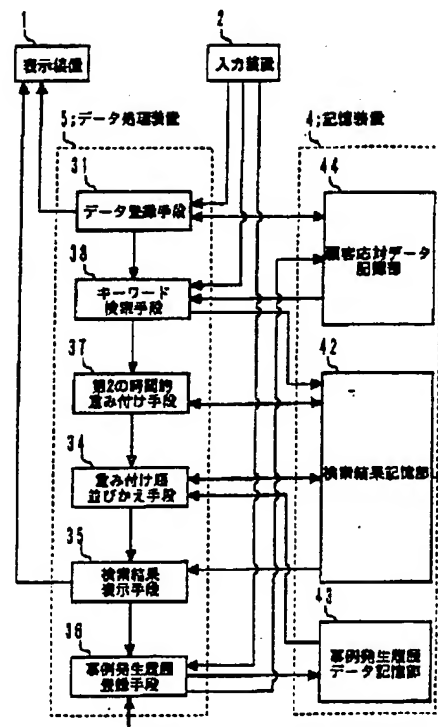 1
表示装置
2
入力装置
5;データ処理装置
4;記憶装置
31
データ登録手段
44
顧客応対データ
記憶部
38
キーワード
検索手段
37
第2の時間的
重み付け手段
42
検索結果記憶部
34
重み付け順
並びかえ手段
35
検索結果
表示手段
43
事例発生履歴
データ記憶部
36
事例発生履歴
登録手段